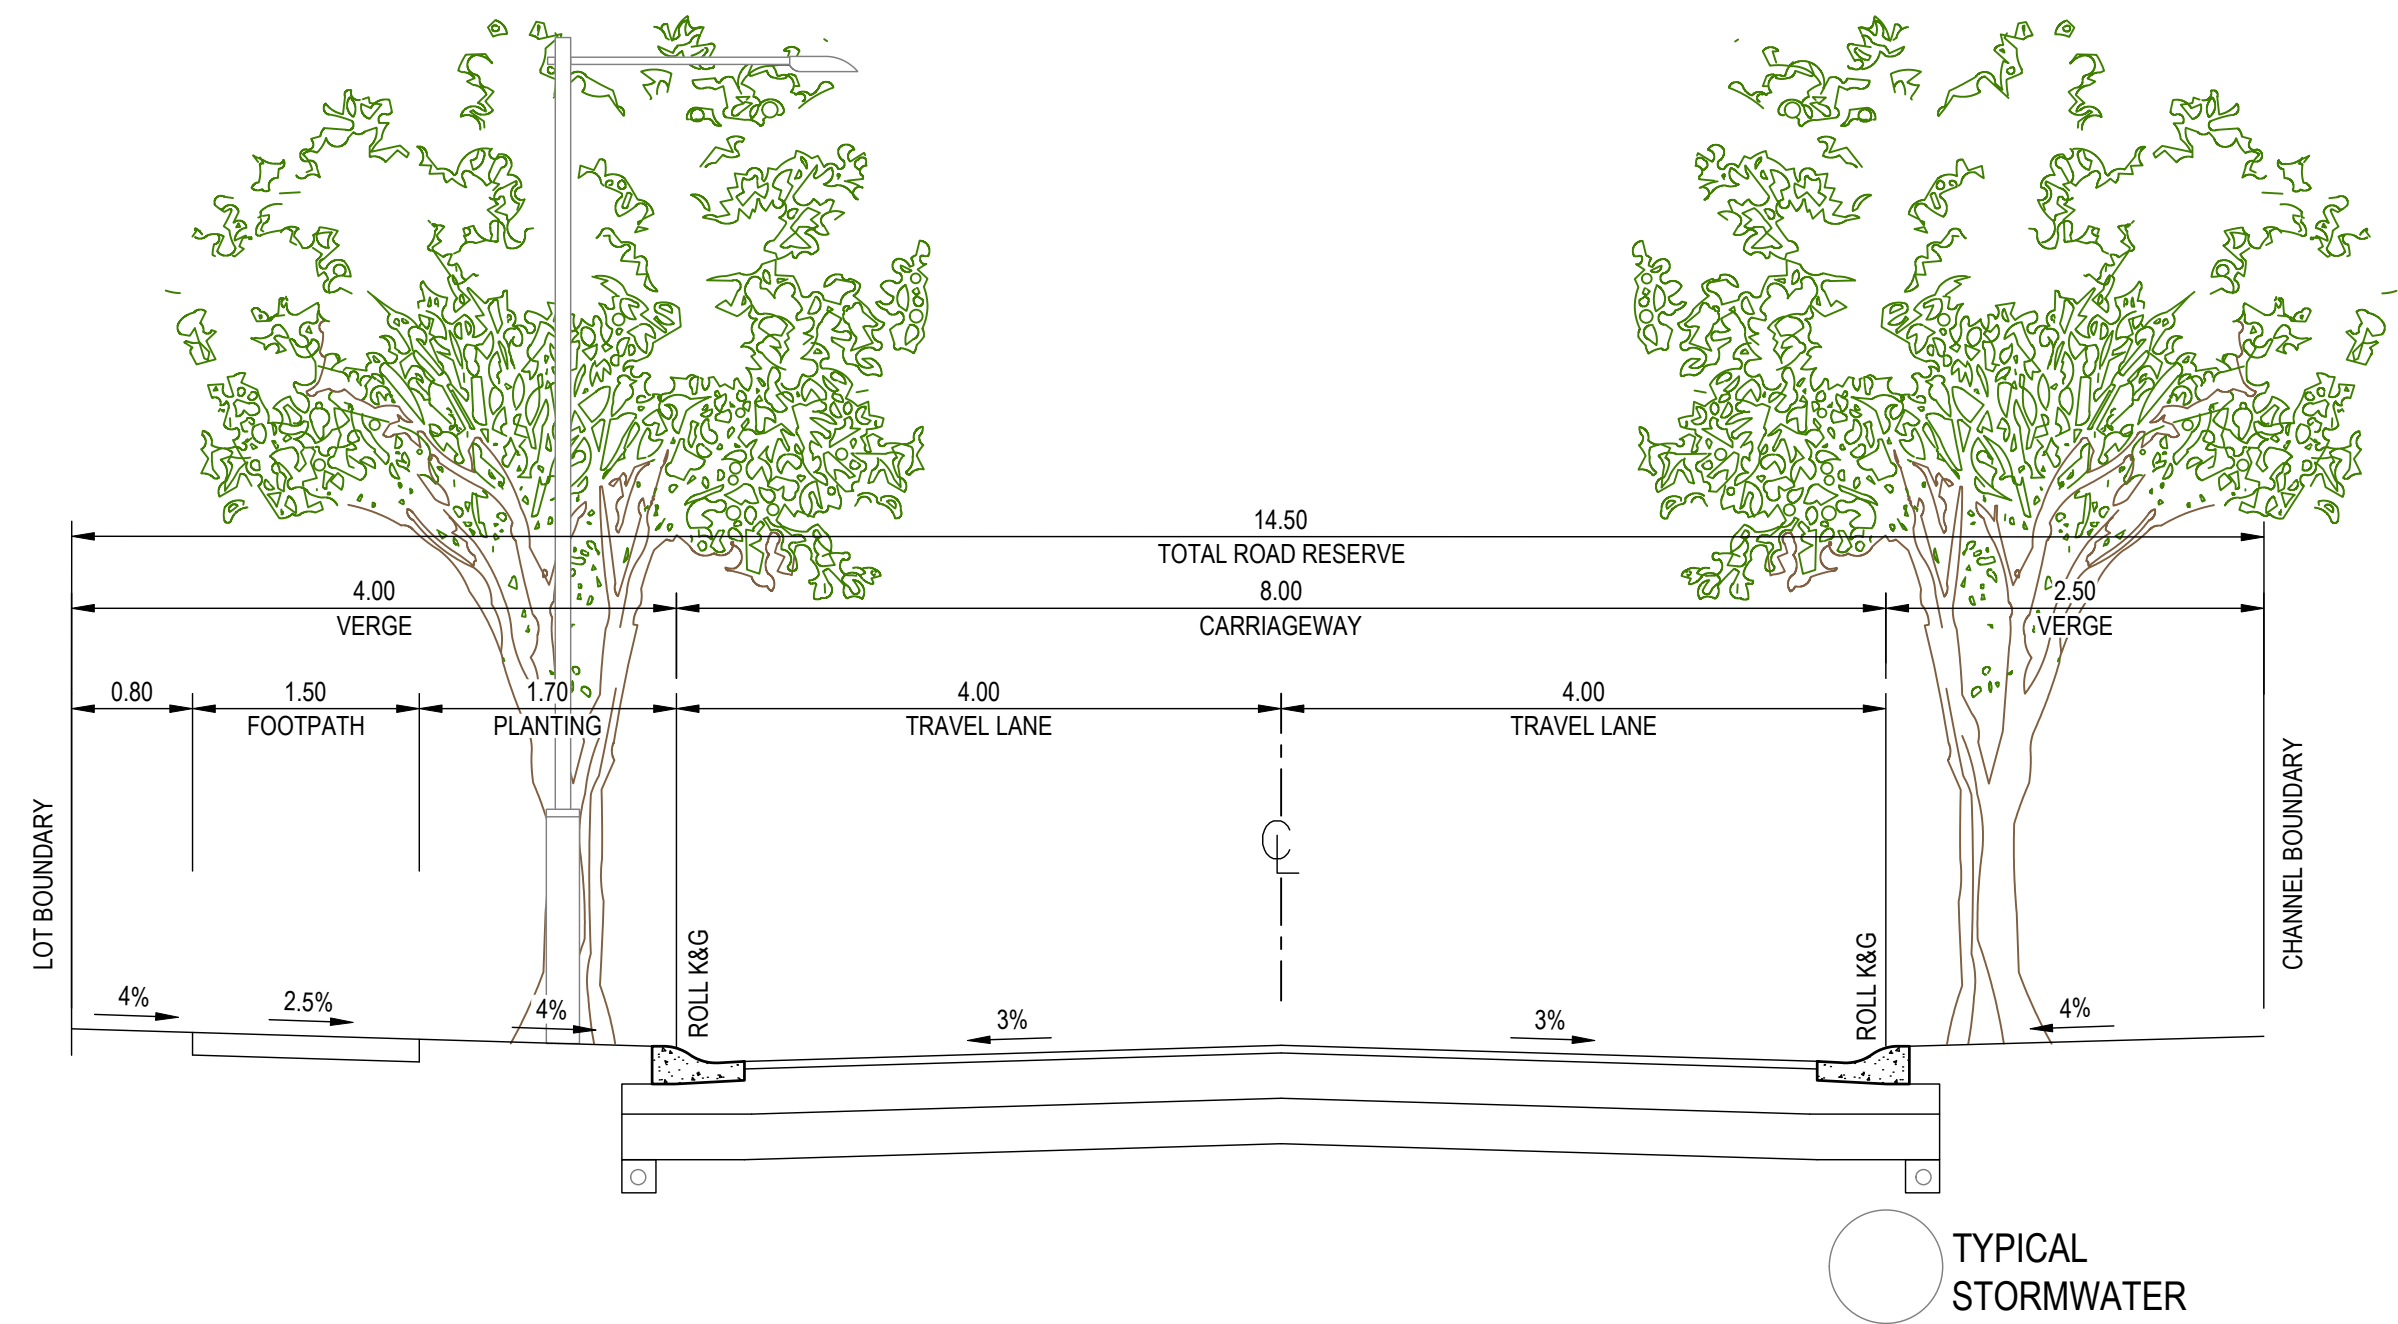 14.50
TOTAL ROAD RESERVE
4.00
VERGE
8.00
CARRIAGEWAY
2.50
VERGE
0.80
1.50
FOOTPATH
1.70
PLANTING
4.00
TRAVEL LANE
4.00
TRAVEL LANE
LOT BOUNDARY
CL
CHANNEL BOUNDARY
ROLL K&G
ROLL K&G
4%
2.5%
4%
3%
3%
4%
TYPICAL
STORMWATER